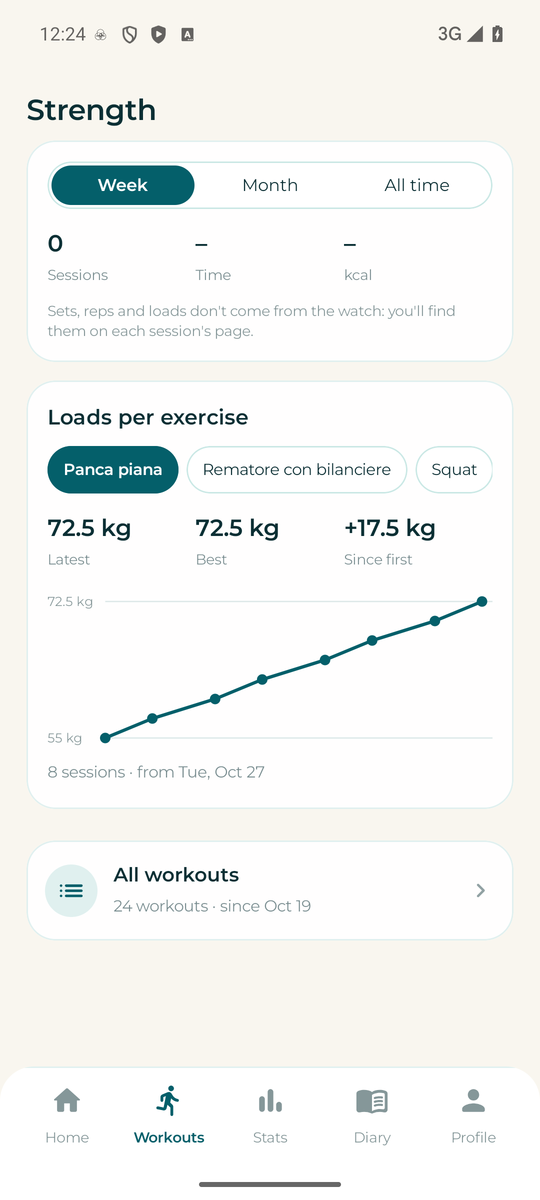 12:24
3G
Strength
Week
Month
All time
0
–
–
Sessions
Time
kcal
Sets, reps and loads don't come from the watch: you'll find
them on each session's page.
Loads per exercise
Panca piana
Rematore con bilanciere
Squat
72.5 kg
72.5 kg
+17.5 kg
Latest
Best
Since first
72.5 kg
55 kg
8 sessions · from Tue, Oct 27
All workouts
24 workouts · since Oct 19
Home
Workouts
Stats
Diary
Profile